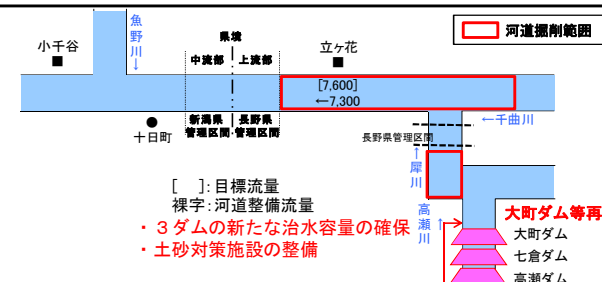 河道掘削範囲
魚野川↓
小千谷
■
県境
中流部 上流部
立ヶ花
■
[7,600]
←7,300
●
十日町
新潟県管理区間
長野県管理区間
←千曲川
長野県管理区間
↑犀川
[ ]:目標流量
裸字:河道整備流量
・３ダムの新たな治水容量の確保
・土砂対策施設の整備
高瀬川↑
大町ダム等再
大町ダム
七倉ダム
高瀬ダム